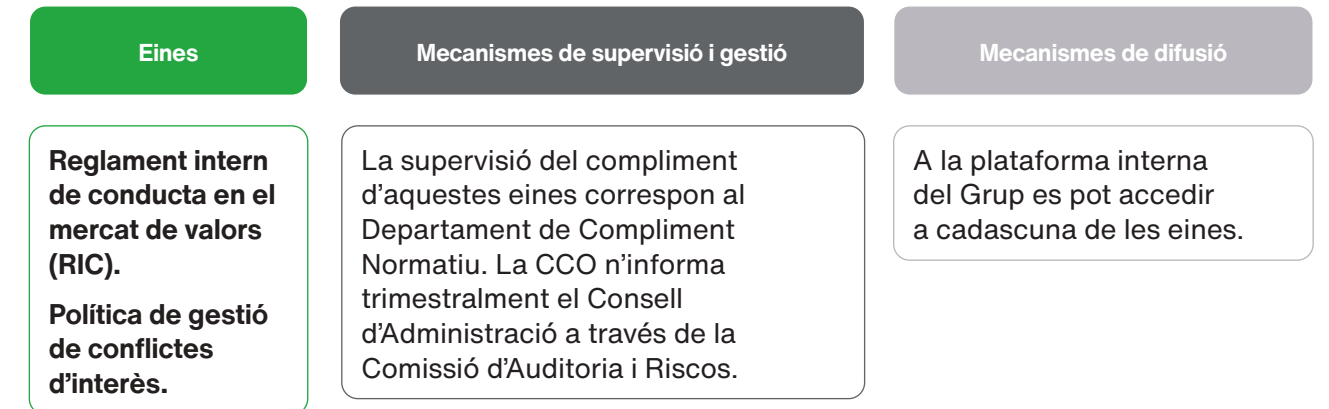 Eines
Mecanismes de supervisió i gestió
Mecanismes de difusió
Reglament intern
de conducta en el
mercat de valors
(RIC).
Política de gestió
de conflictes
d’interès.
La supervisió del compliment
d’aquestes eines correspon al
Departament de Compliment
Normatiu. La CCO n’informa
trimestralment el Consell
d’Administració a través de la
Comissió d’Auditoria i Riscos.
A la plataforma interna
del Grup es pot accedir
a cadascuna de les eines.